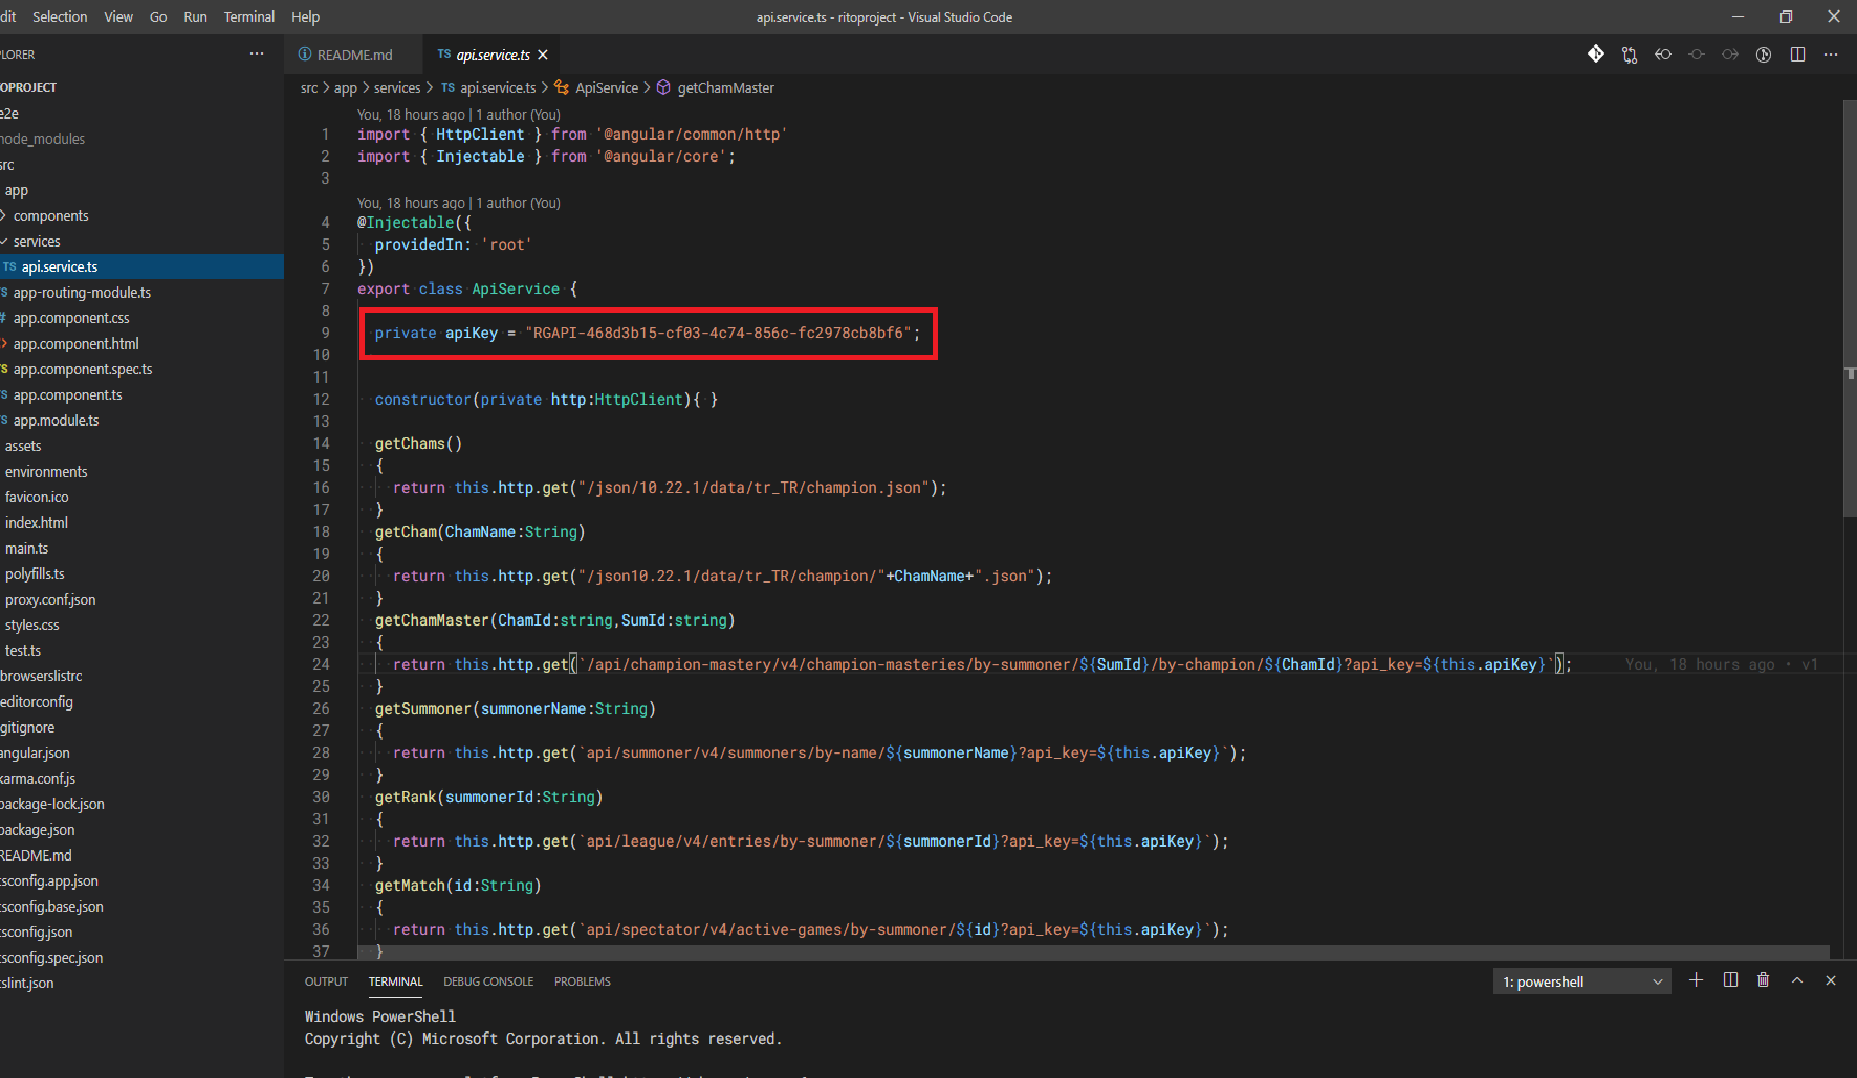 dit Selection View Go Run Terminal Help
api.service.ts - ritoproject - Visual Studio Code
PLORER
OPROJECT
e2e
node_modules
src
app
components
services
TS api.service.ts
app-routing-module.ts
# app.component.css
app.component.html
app.component.spec.ts
app.component.ts
app.module.ts
assets
environments
favicon.ico
index.html
main.ts
polyfills.ts
proxy.conf.json
styles.css
test.ts
browserslistrc
editorconfig
gitignore
angular.json
karma.conf.js
package-lock.json
package.json
README.md
tsconfig.app.json
tsconfig.base.json
tsconfig.json
tsconfig.spec.json
tslint.json
README.md
TS api.service.ts
src > app > services > TS api.service.ts > ApiService > getChamMaster
You, 18 hours ago | 1 author (You)
1 import { HttpClient } from '@angular/common/http'
2 import { Injectable } from '@angular/core';
3
You, 18 hours ago | 1 author (You)
4 @Injectable({
5 providedIn: 'root'
6 })
7 export class ApiService {
8
9 private apiKey = "RGAPI-468d3b15-cf03-4c74-856c-fc2978cb8bf6";
10
11
12 constructor(private http:HttpClient){ }
13
14 getChams()
15 {
16 return this.http.get("/json/10.22.1/data/tr_TR/champion.json");
17 }
18 getCham(ChamName:String)
19 {
20 return this.http.get("/json10.22.1/data/tr_TR/champion/"+ChamName+".json");
21 }
22 getChamMaster(ChamId:string,SumId:string)
23 {
24 return this.http.get(`/api/champion-mastery/v4/champion-masteries/by-summoner/${SumId}/by-champion/${ChamId}?api_key=${this.apiKey}`); You, 18 hours ago • v1
25 }
26 getSummoner(summonerName:String)
27 {
28 return this.http.get(`api/summoner/v4/summoners/by-name/${summonerName}?api_key=${this.apiKey}`);
29 }
30 getRank(summonerId:String)
31 {
32 return this.http.get(`api/league/v4/entries/by-summoner/${summonerId}?api_key=${this.apiKey}`);
33 }
34 getMatch(id:String)
35 {
36 return this.http.get(`api/spectator/v4/active-games/by-summoner/${id}?api_key=${this.apiKey}`);
37 }
OUTPUT TERMINAL DEBUG CONSOLE PROBLEMS
1: powershell
Windows PowerShell
Copyright (C) Microsoft Corporation. All rights reserved.